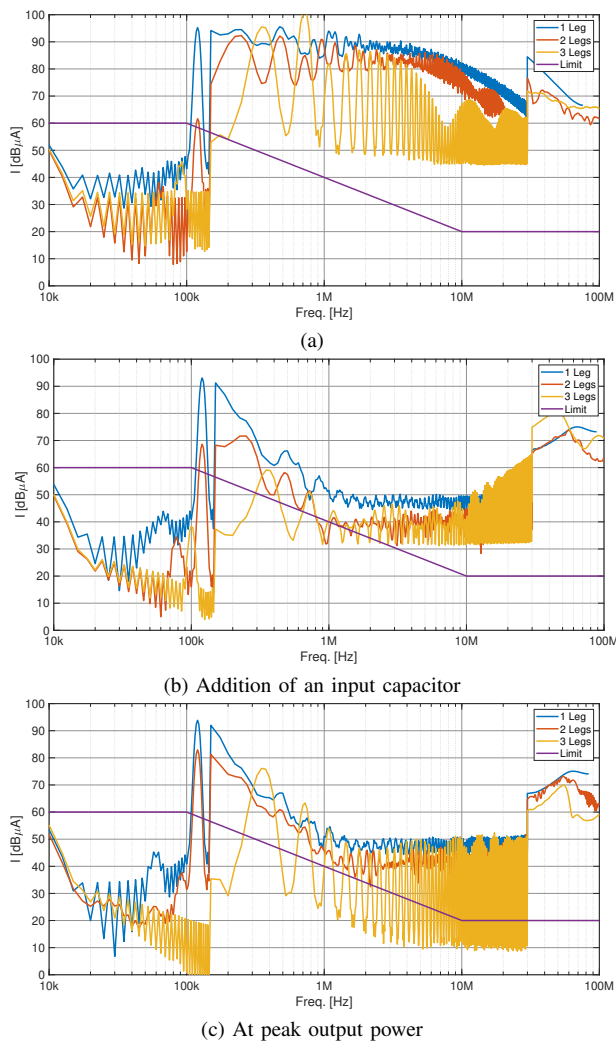 100
90
80
70
60
50
40
30
20
10
0
I [dBμA]
1 Leg
2 Legs
3 Legs
Limit
10k 100k 1M 10M 100M
Freq. [Hz]
(a)
100
90
80
70
60
50
40
30
20
10
0
I [dBμA]
1 Leg
2 Legs
3 Legs
Limit
10k 100k 1M 10M 100M
Freq. [Hz]
(b) Addition of an input capacitor
100
90
80
70
60
50
40
30
20
10
0
I [dBμA]
1 Leg
2 Legs
3 Legs
Limit
10k 100k 1M 10M 100M
Freq. [Hz]
(c) At peak output power